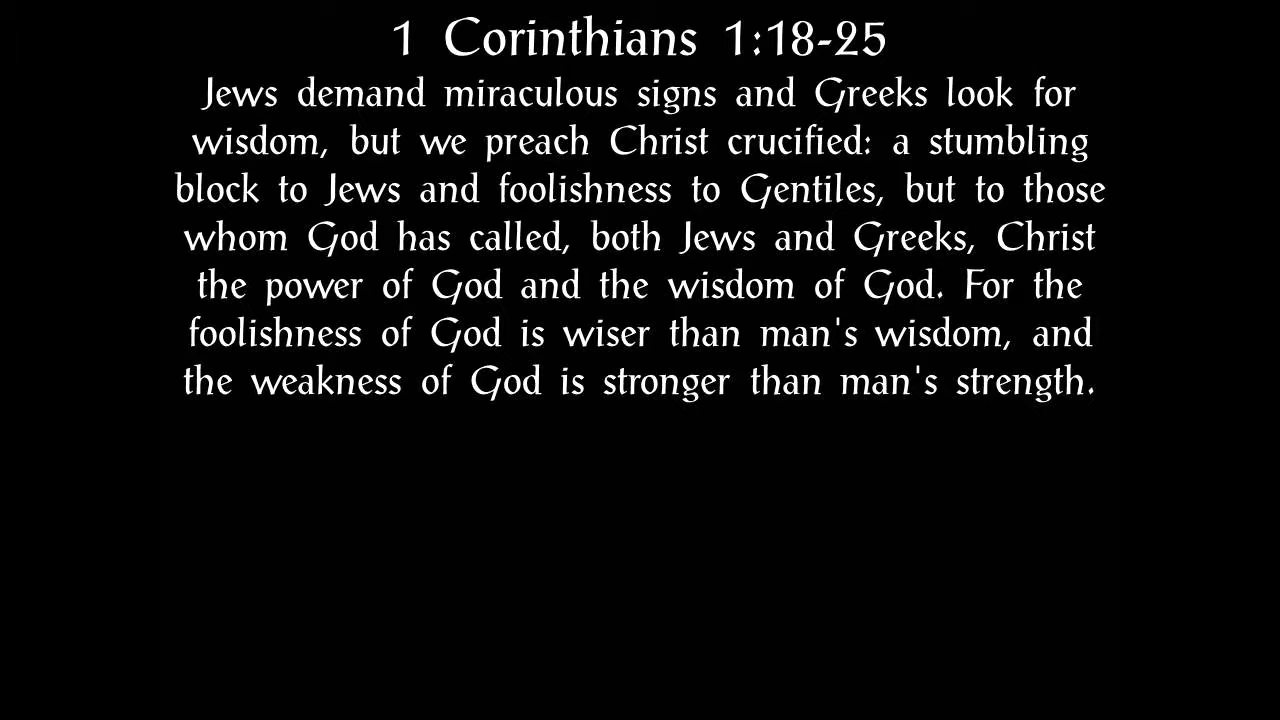 1 Corinthians 1:18-25
Jews demand miraculous signs and Greeks look for
wisdom, but we preach Christ crucified: a stumbling
block to Jews and foolishness to Gentiles, but to those
whom God has called, both Jews and Greeks, Christ
the power of God and the wisdom of God. For the
foolishness of God is wiser than man's wisdom, and
the weakness of God is stronger than man's strength.